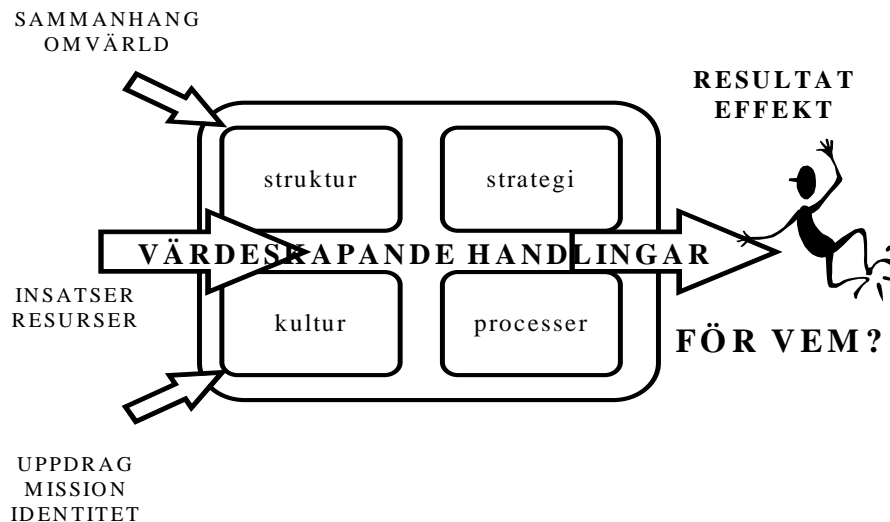 SAMMANHANG
OMVÄRLD
RESULTAT
EFFEKT
struktur
strategi
VÄRDESKAPANDE HANDLINGAR
INSATSER
RESURSER
kultur
processer
FÖR VEM?
UPPDRAG
MISSION
IDENTITET